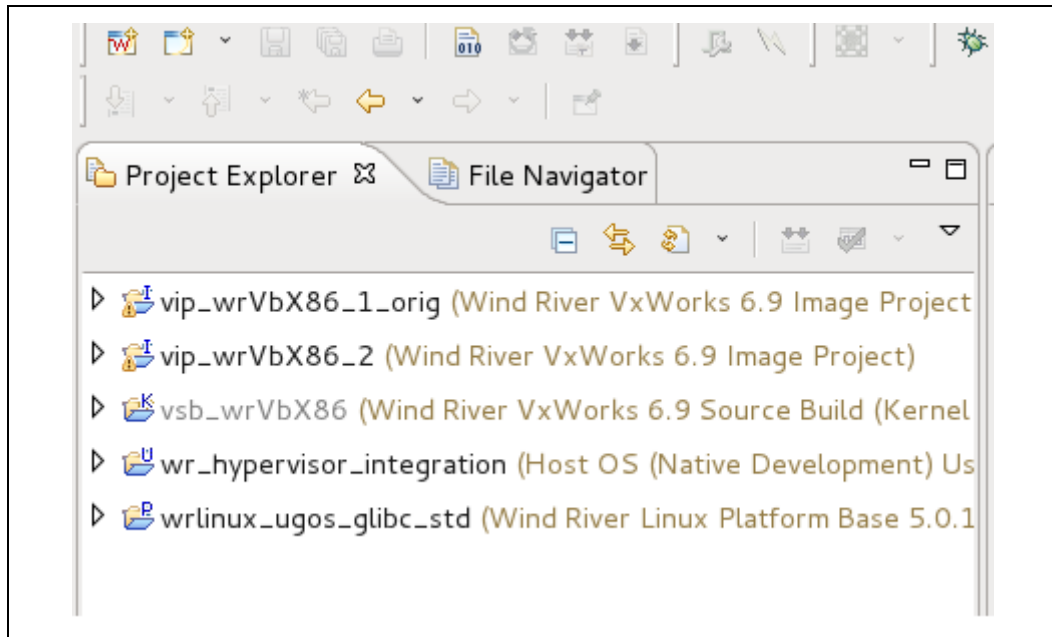 010
Project Explorer File Navigator
vip_wrVbX86_1_orig (Wind River VxWorks 6.9 Image Project
vip_wrVbX86_2 (Wind River VxWorks 6.9 Image Project)
vsb_wrVbX86 (Wind River VxWorks 6.9 Source Build (Kernel
wr_hypervisor_integration (Host OS (Native Development) Us
wrlinux_ugos_glibc_std (Wind River Linux Platform Base 5.0.1